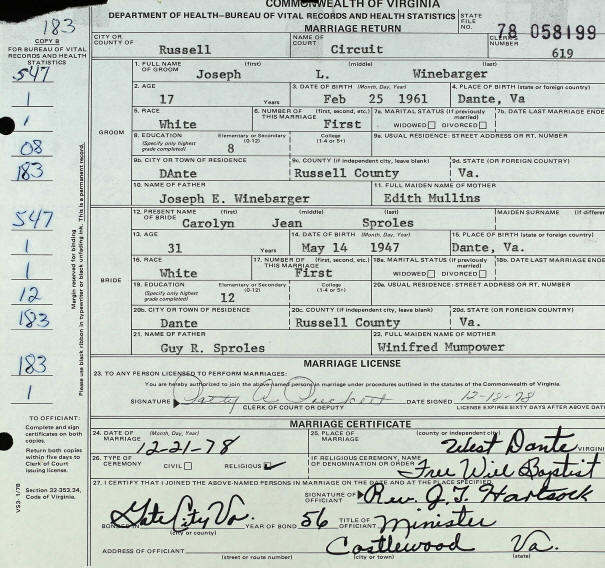 COMMONWEALTH OF VIRGINIA
DEPARTMENT OF HEALTH—BUREAU OF VITAL RECORDS AND HEALTH STATISTICS
MARRIAGE RETURN
STATE FILE NO. 78 058199
183
COPY B
FOR BUREAU OF VITAL RECORDS AND HEALTH STATISTICS
CITY OR COUNTY OF Russell NAME OF COURT Circuit CLERK'S NUMBER 619
547
1
1
08
183
547
1
1
12
183
183
1
Margin reserved for binding
Please use black ribbon in typewriter or black unfading ink. This is a permanent record.
GROOM
1. FULL NAME OF GROOM (first) Joseph (middle) L. (last) Winebarger
2. AGE 17 Years 3. DATE OF BIRTH (Month, Day, Year) Feb 25 1961 4. PLACE OF BIRTH (state or foreign country) Dante, Va
5. RACE White 6. NUMBER OF THIS MARRIAGE (first, second, etc.) First 7a. MARITAL STATUS (if previously married) WIDOWED DIVORCED 7b. DATE LAST MARRIAGE ENDE
8. EDUCATION (Specify only highest grade completed) Elementary or Secondary (0-12) 8 College (1-4 or 5+) 9a. USUAL RESIDENCE: STREET ADDRESS OR RT. NUMBER
9b. CITY OR TOWN OF RESIDENCE DAnte 9c. COUNTY (if independent city, leave blank) Russell County 9d. STATE (OR FOREIGN COUNTRY) Va.
10. NAME OF FATHER Joseph E. Winebarger 11. FULL MAIDEN NAME OF MOTHER Edith Mullins
BRIDE
12. PRESENT NAME OF BRIDE (first) Carolyn (middle) Jean (last) Sproles MAIDEN SURNAME (if differe
13. AGE 31 Years 14. DATE OF BIRTH (Month, Day, Year) May 14 1947 15. PLACE OF BIRTH (state or foreign country) Dante, Va.
16. RACE White 17. NUMBER OF THIS MARRIAGE (first, second, etc.) First 18a. MARITAL STATUS (if previously married) WIDOWED DIVORCED 18b. DATE LAST MARRIAGE ENDE
19. EDUCATION (Specify only highest grade completed) Elementary or Secondary (0-12) 12 College (1-4 or 5+) 20a. USUAL RESIDENCE: STREET ADDRESS OR RT. NUMBER
20b. CITY OR TOWN OF RESIDENCE Dante 20c. COUNTY (if independent city, leave blank) Russell County 20d. STATE (OR FOREIGN COUNTRY) Va.
21. NAME OF FATHER Guy R. Sproles 22. FULL MAIDEN NAME OF MOTHER Winifred Mumpower
MARRIAGE LICENSE
23. TO ANY PERSON LICENSED TO PERFORM MARRIAGES:
You are hereby authorized to join the above-named persons in marriage under procedures outlined in the statutes of the Commonwealth of Virginia.
SIGNATURE Patty A. Puckett DATE SIGNED 12-18-78
CLERK OF COURT OR DEPUTY LICENSE EXPIRES SIXTY DAYS AFTER ABOVE DAT
MARRIAGE CERTIFICATE
24. DATE OF MARRIAGE 12-21-78 25. PLACE OF MARRIAGE (county or independent city) West Dante VIRGINI
26. TYPE OF CEREMONY CIVIL RELIGIOUS IF RELIGIOUS CEREMONY, NAME OF DENOMINATION OR ORDER Free Will Baptist
27. I CERTIFY THAT I JOINED THE ABOVE-NAMED PERSONS IN MARRIAGE ON THE DATE AND AT THE PLACE SPECIFIED.
SIGNATURE OF OFFICIANT Rev. J. T. Hartsock
BONDED IN Gate City Va. (city or county) YEAR OF BOND 56 TITLE OF OFFICIANT Minister
ADDRESS OF OFFICIANT (street or route number) Castlewood (city or town) Va. (state)
TO OFFICIANT:
Complete and sign
certificates on both
copies.
Return both copies
within five days to
Clerk of Court
issuing license.
Section 32-353.34,
Code of Virginia.
VS3 1/78